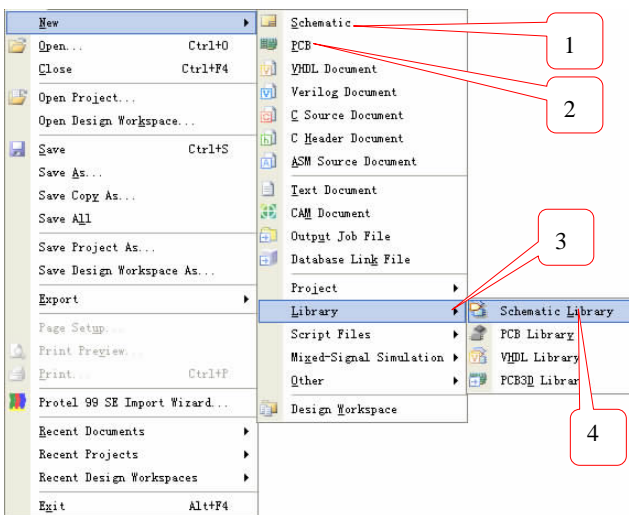 New
Open... Ctrl+O
Close Ctrl+F4
Open Project...
Open Design Workspace...
Save Ctrl+S
Save As...
Save Copy As...
Save All
Save Project As...
Save Design Workspace As...
Export
Page Setup...
Print Preview...
Print... Ctrl+P
Protel 99 SE Import Wizard...
Recent Documents
Recent Projects
Recent Design Workspaces
Exit Alt+F4
Schematic
PCB
VHDL Document
Verilog Document
C Source Document
C Header Document
ASM Source Document
Text Document
CAM Document
Output Job File
Database Link File
Project
Library
Script Files
Mixed-Signal Simulation
Other
Design Workspace
Schematic Library
PCB Library
VHDL Library
PCB3D Librar
1
2
3
4